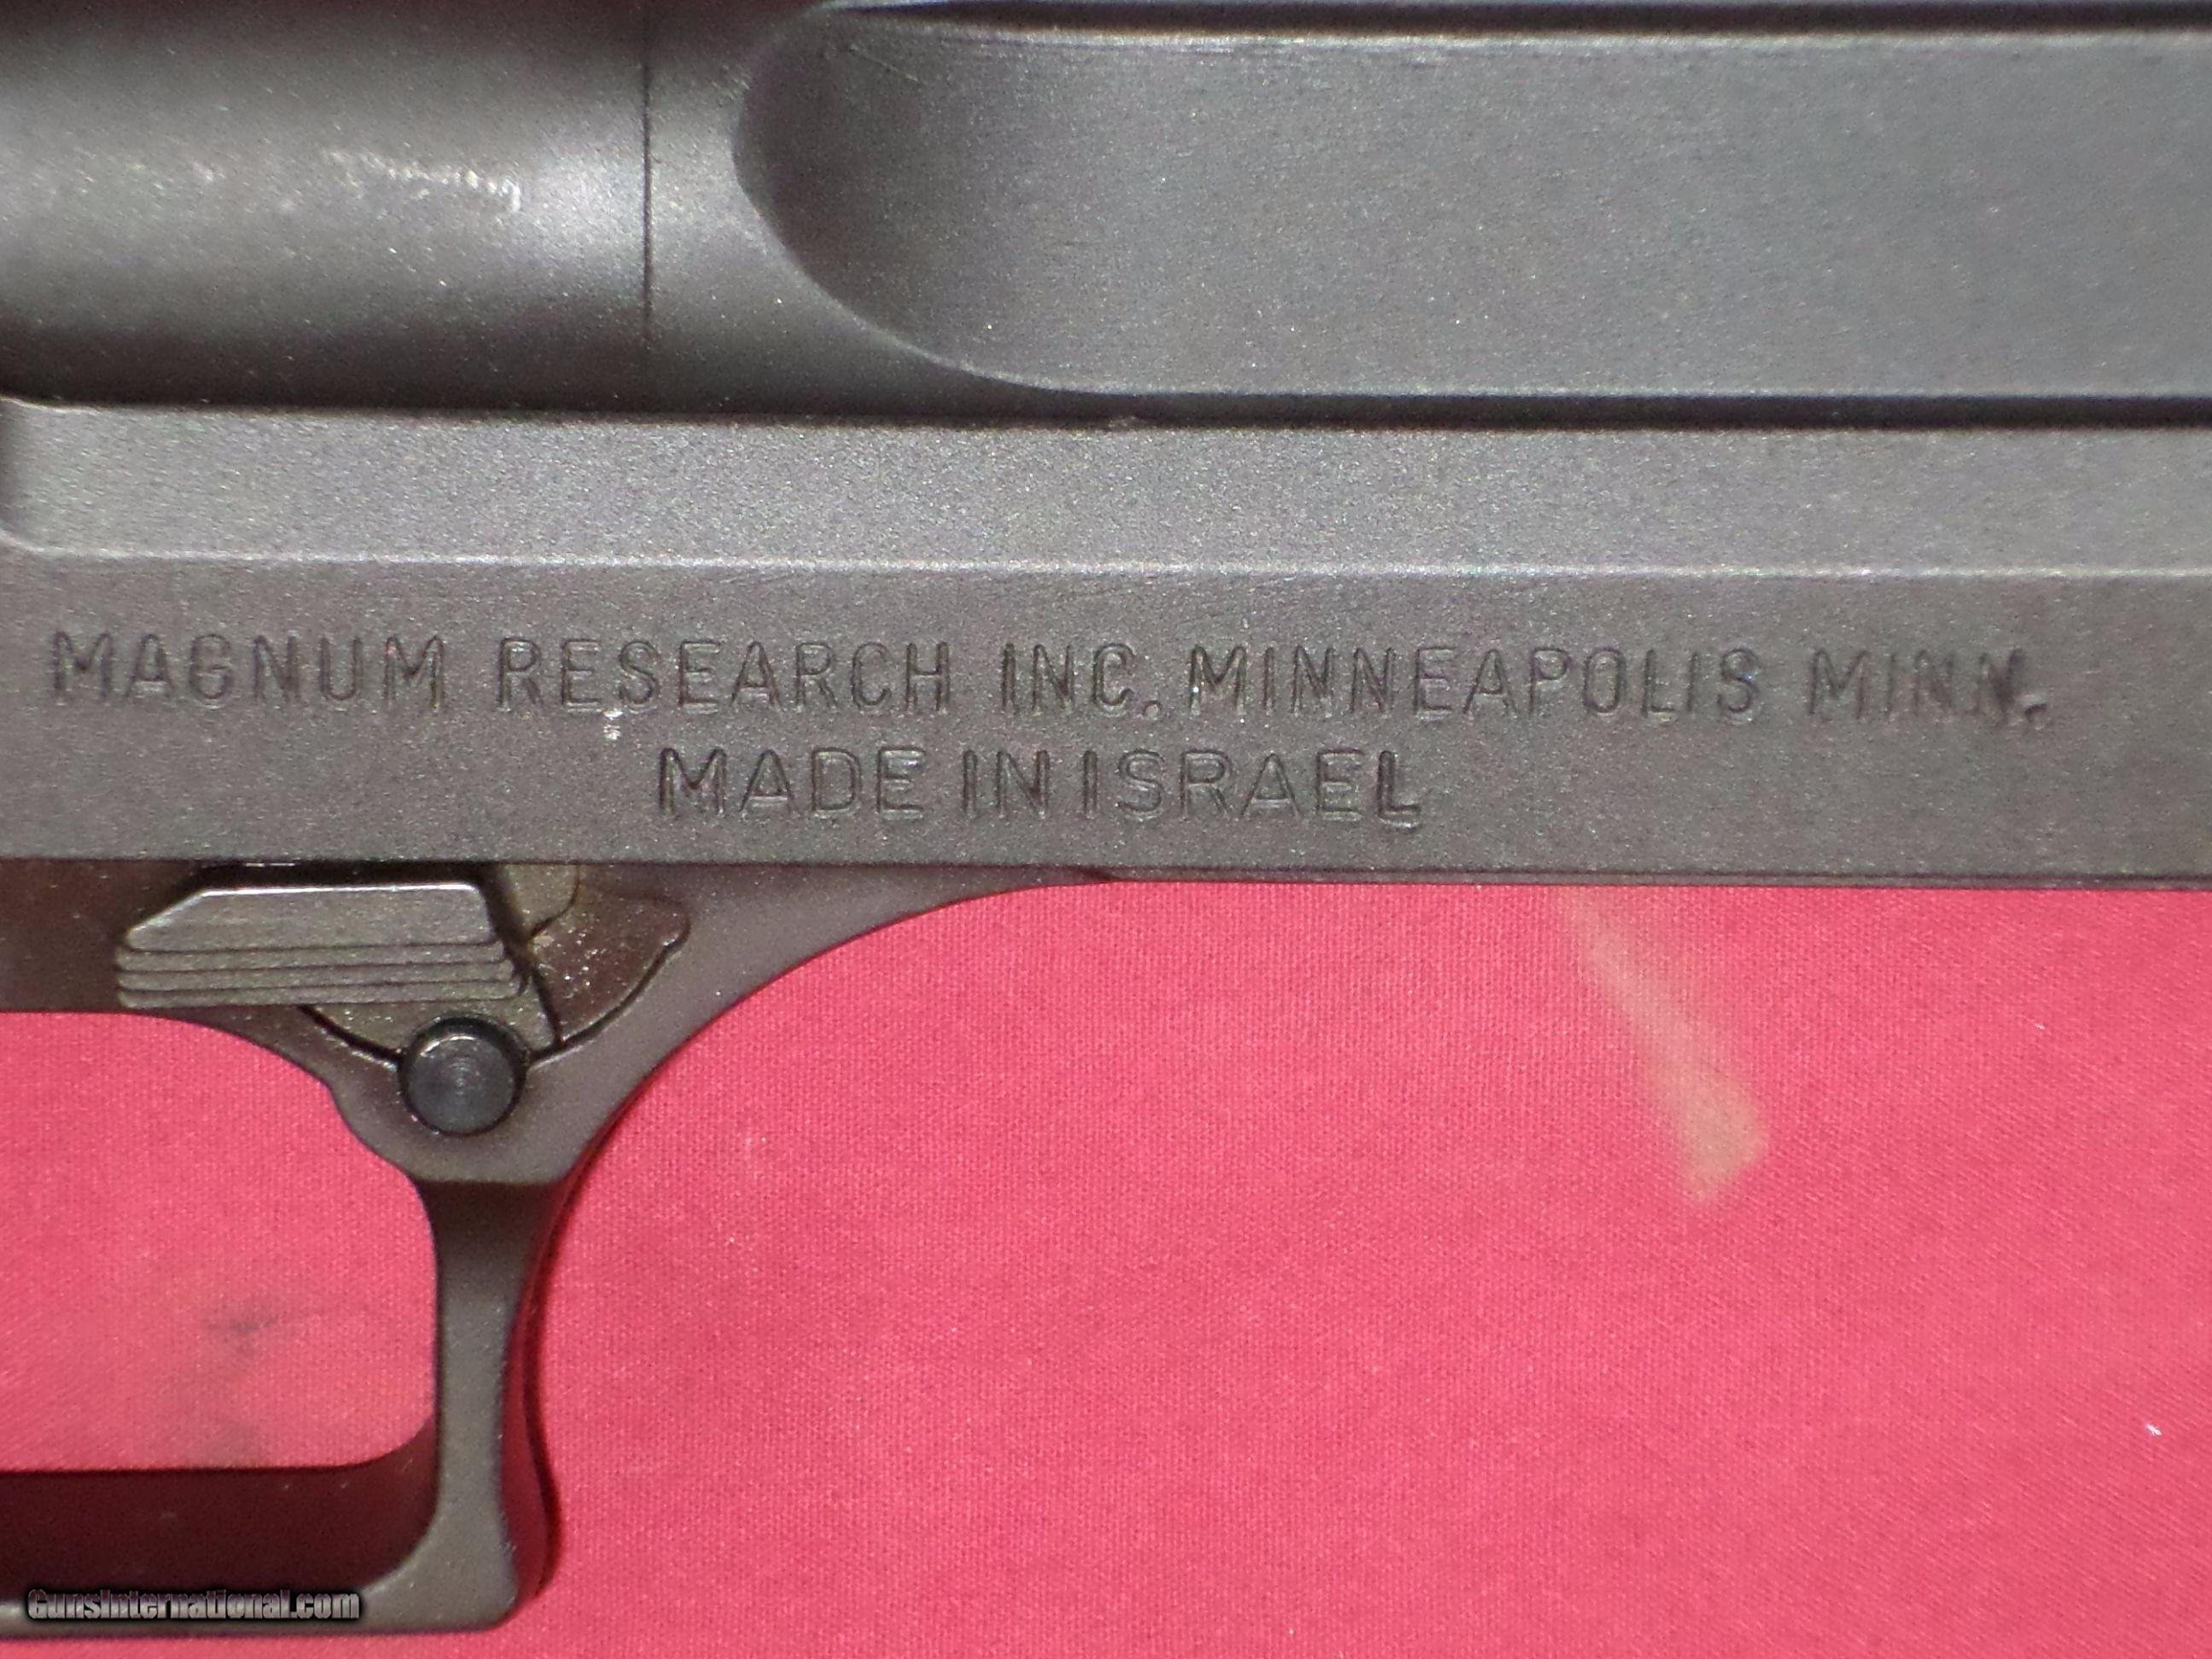 MAGNUM RESEARCH INC. MINNEAPOLIS MINN.
MADE IN ISRAEL
GunsInternational.com